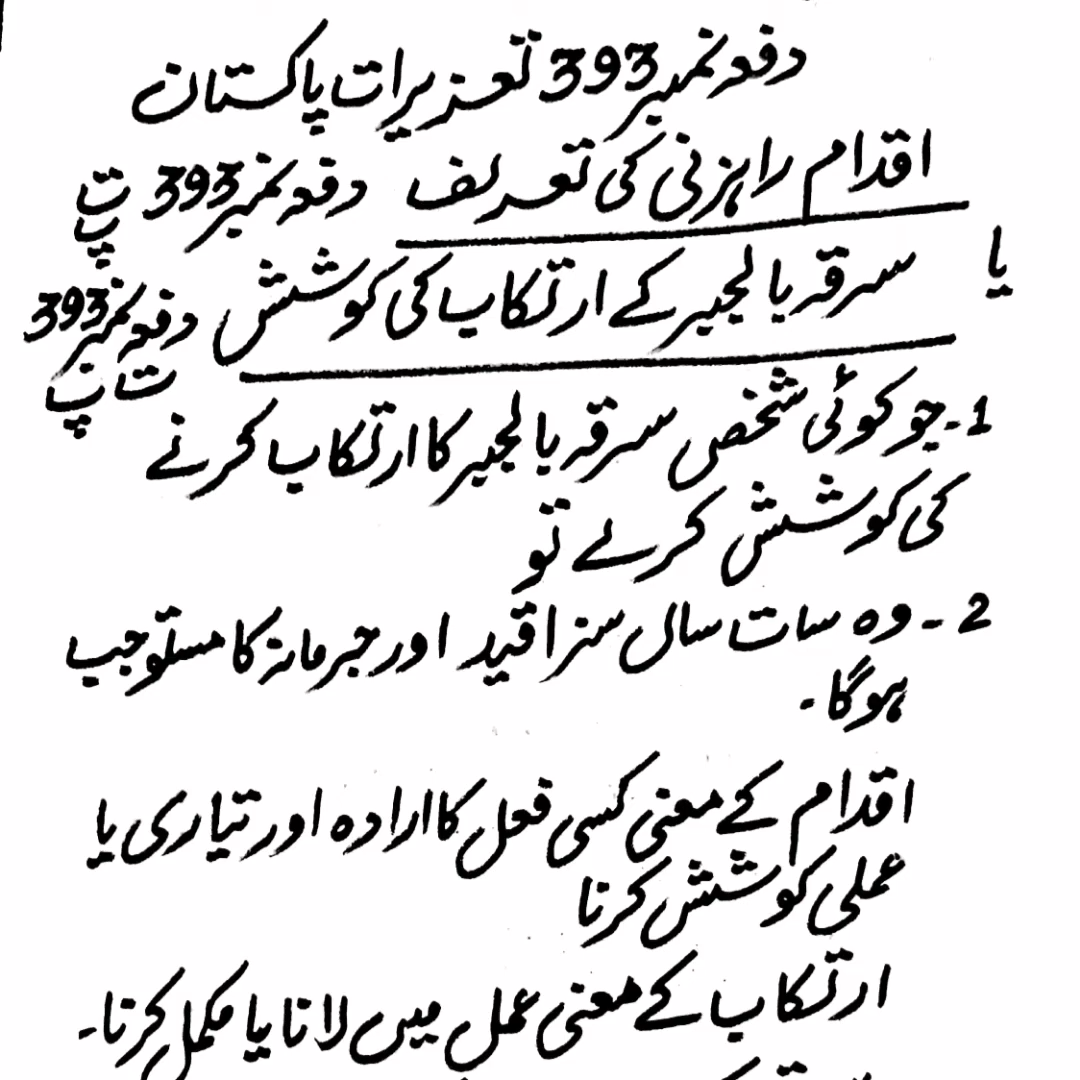 دفعہ نمبر 393 تعزیرات پاکستان
اقدام راہزنی کی تعریف دفعہ نمبر 393 ت پ
یا سرقہ بالجبر کے ارتکاب کی کوشش دفعہ نمبر 393 ت پ
1۔ جو کوئی شخص سرقہ بالجبر کا ارتکاب کرنے
کی کوشش کرے تو
2۔ وہ سات سال سزا قید اور جرمانہ کا مستوجب
ہوگا۔
اقدام کے معنی کسی فعل کا ارادہ اور تیاری یا
عملی کوشش کرنا
ارتکاب کے معنی عمل میں لانا یا مکمل کرنا۔